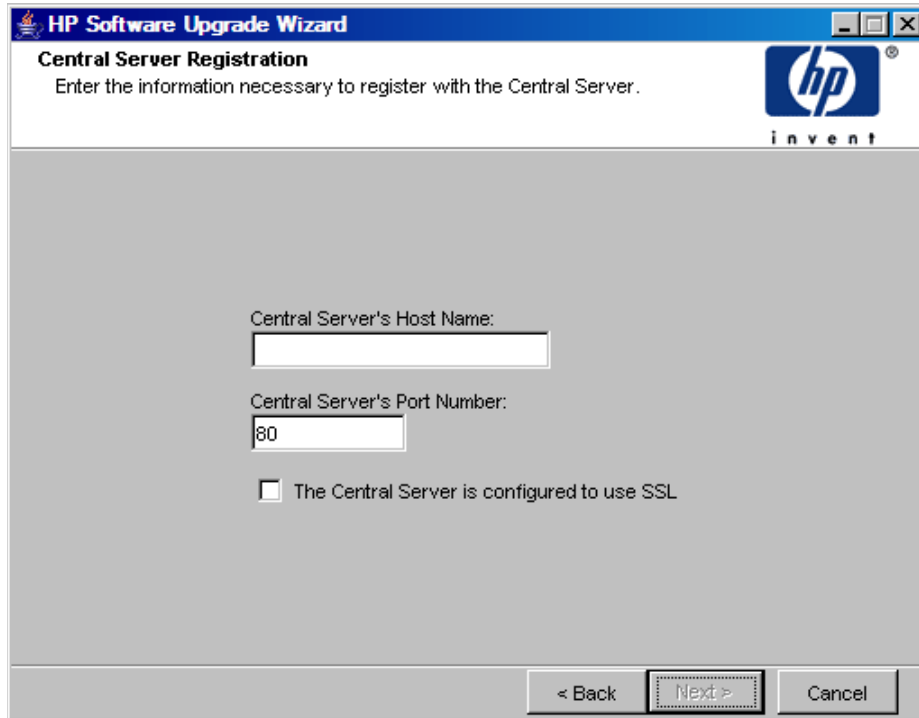 HP Software Upgrade Wizard
Central Server Registration
Enter the information necessary to register with the Central Server.
hp
®
invent
Central Server's Host Name:
Central Server's Port Number:
80
The Central Server is configured to use SSL
< Back
Next >
Cancel